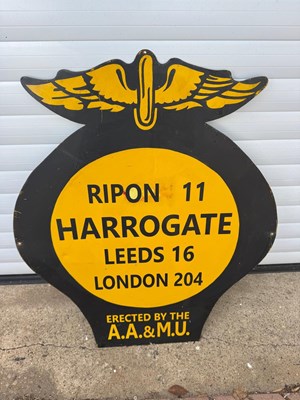 RIPON 11
HARROGATE
LEEDS 16
LONDON 204
ERECTED BY THE
A.A.&M.U.